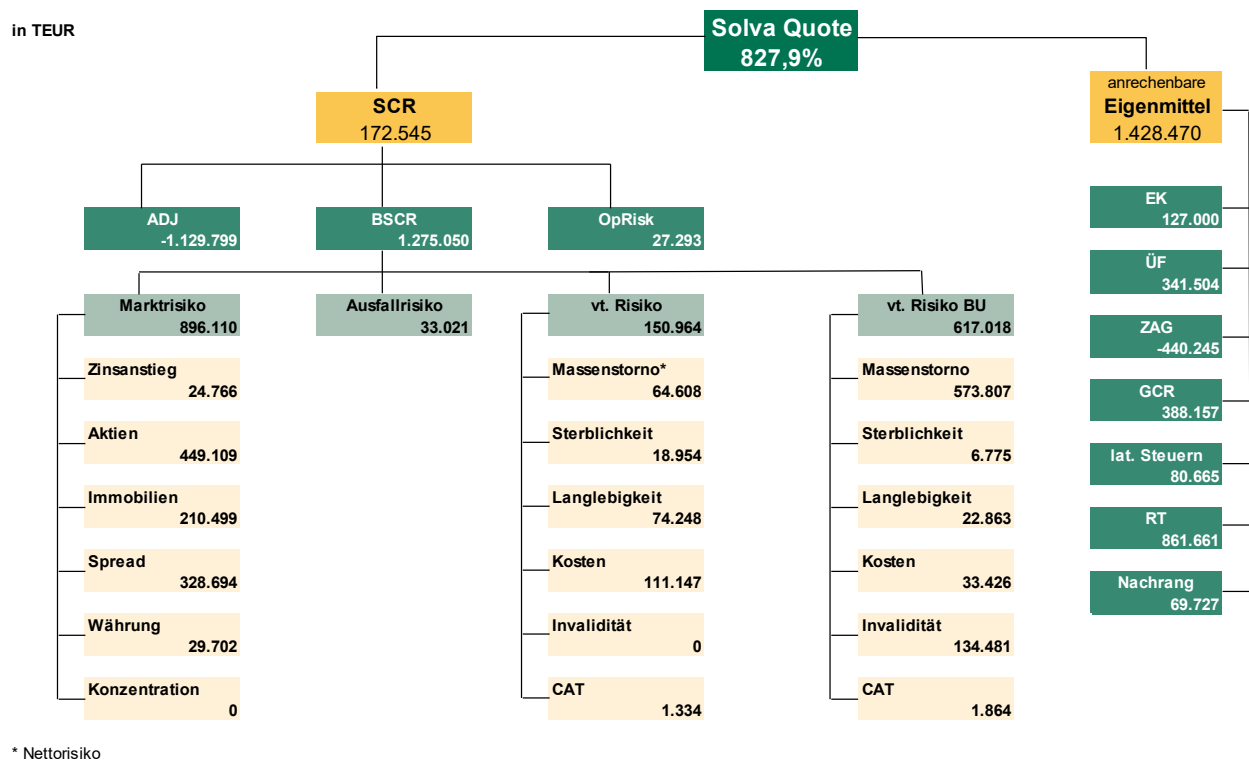 in TEUR
Solva Quote
827,9%
SCR
172.545
anrechenbare
Eigenmittel
1.428.470
ADJ
-1.129.799
BSCR
1.275.050
OpRisk
27.293
Marktrisiko
896.110
Ausfallrisiko
33.021
vt. Risiko
150.964
vt. Risiko BU
617.018
Zinsanstieg
24.766
Aktien
449.109
Immobilien
210.499
Spread
328.694
Währung
29.702
Konzentration
0
Massenstorno*
64.608
Sterblichkeit
18.954
Langlebigkeit
74.248
Kosten
111.147
Invalidität
0
CAT
1.334
Massenstorno
573.807
Sterblichkeit
6.775
Langlebigkeit
22.863
Kosten
33.426
Invalidität
134.481
CAT
1.864
EK
127.000
ÜF
341.504
ZAG
-440.245
GCR
388.157
lat. Steuern
80.665
RT
861.661
Nachrang
69.727
* Nettorisiko